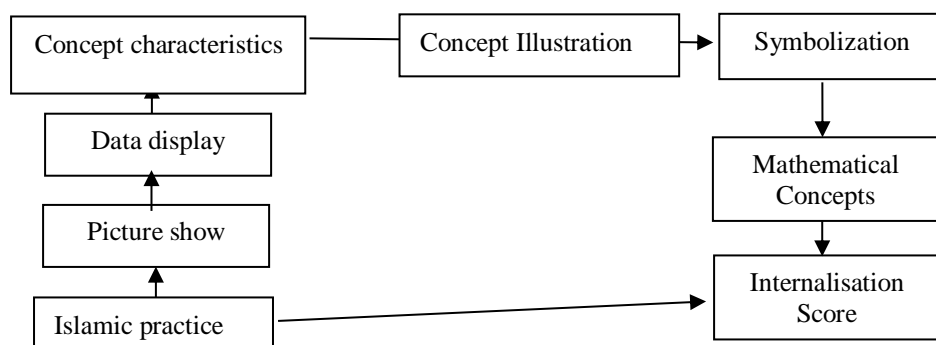 Concept characteristics
Concept Illustration
Symbolization
Data display
Mathematical
Concepts
Picture show
Internalisation
Score
Islamic practice